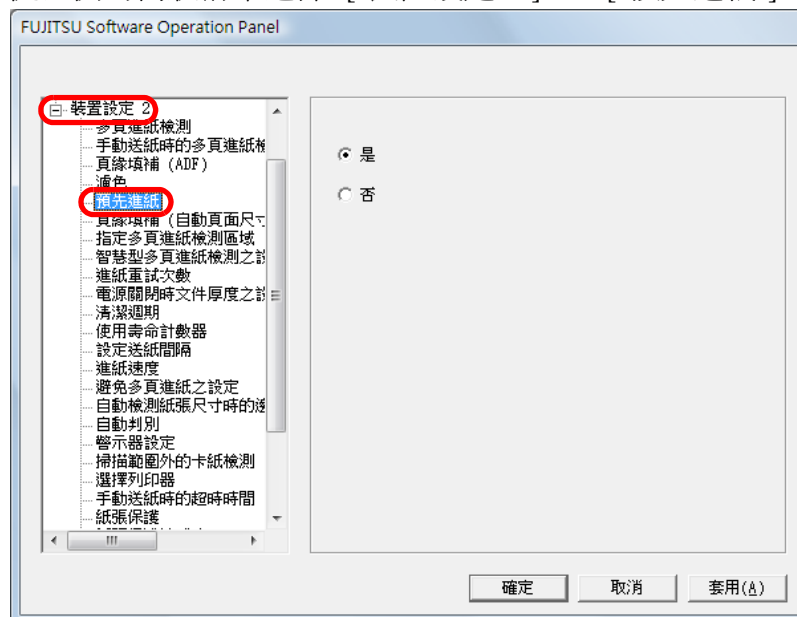 FUJITSU Software Operation Panel
裝置設定 2
多頁進紙檢測
手動送紙時的多頁進紙檢
頁緣填補 (ADF)
濾色
預先進紙
頁緣填補 (自動頁面尺寸
指定多頁進紙檢測區域
智慧型多頁進紙檢測之設
進紙重試次數
電源關閉時文件厚度之設
清潔週期
使用壽命計數器
設定送紙間隔
進紙速度
避免多頁進紙之設定
自動檢測紙張尺寸時的邊
自動判別
警示器設定
掃描範圍外的卡紙檢測
選擇列印器
手動送紙時的超時時間
紙張保護
是
否
確定
取消
套用(A)